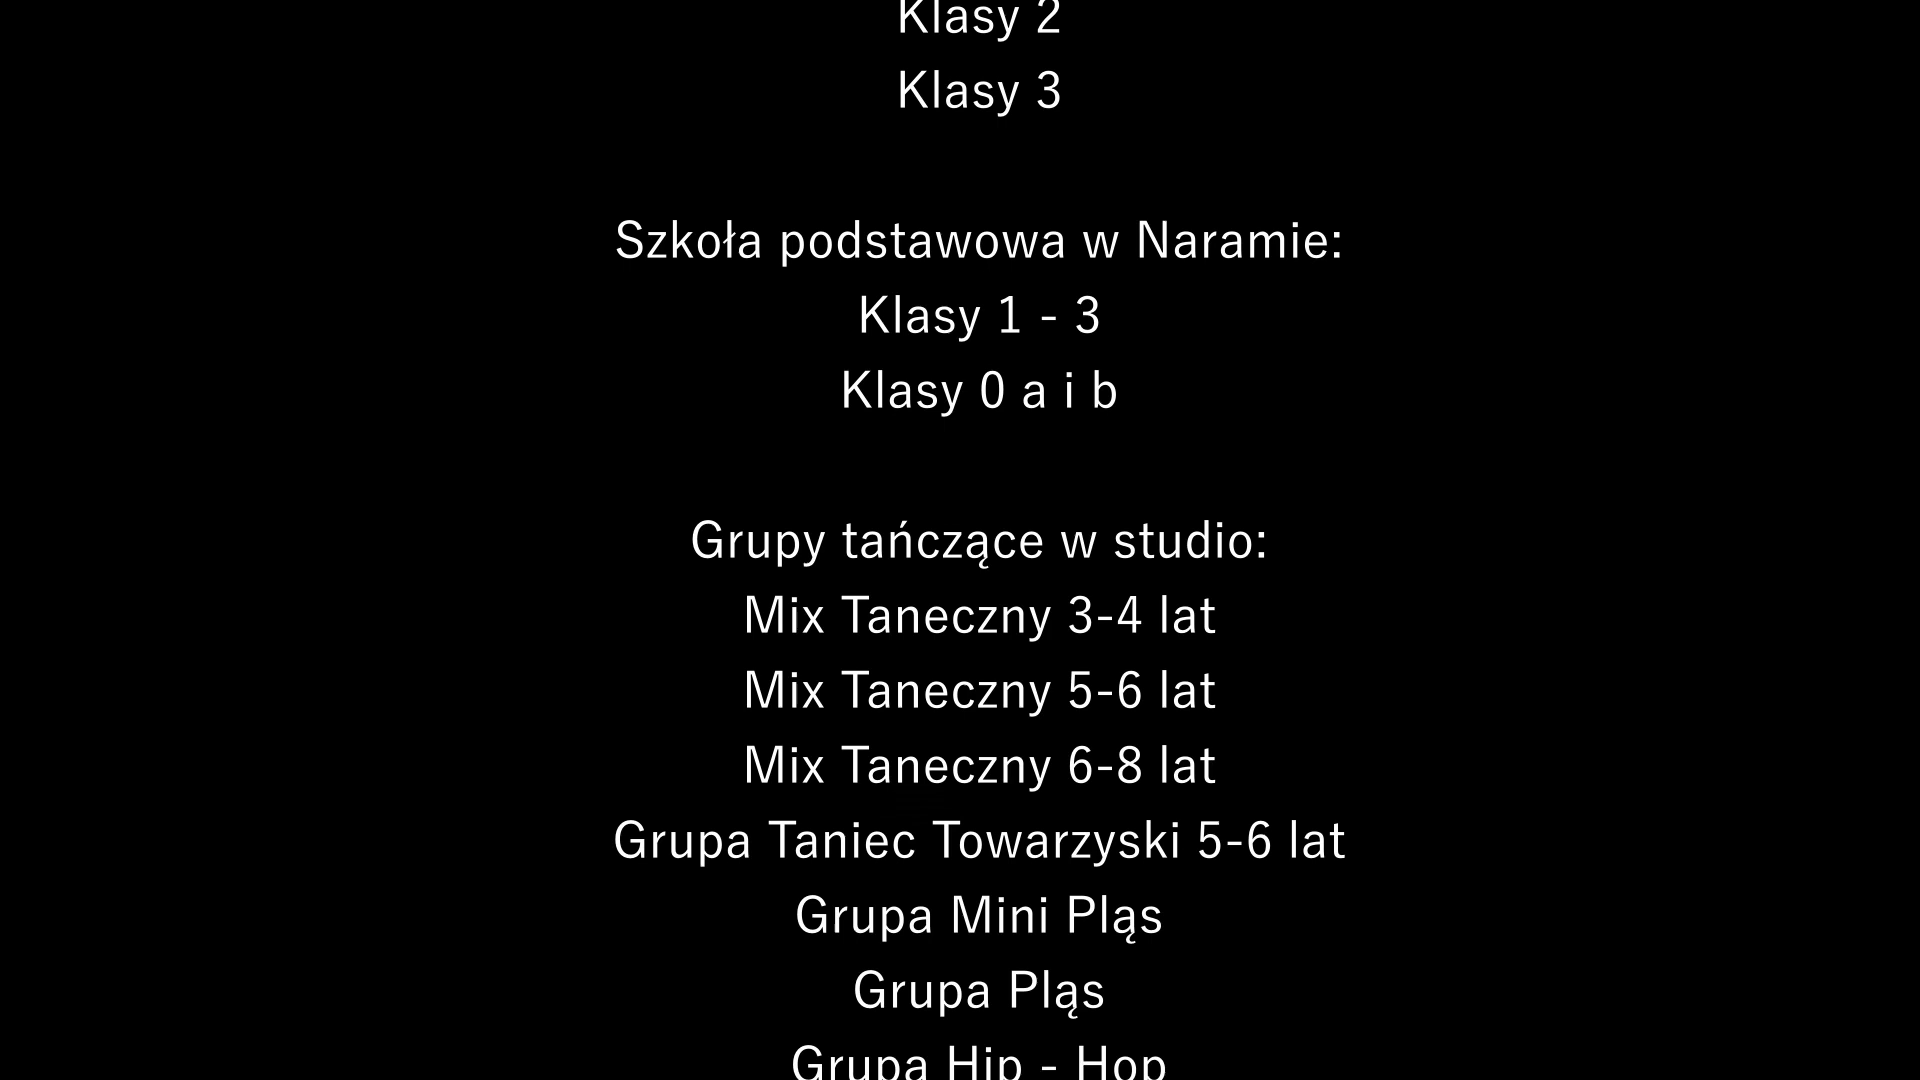 Klasy 2
Klasy 3
Szkoła podstawowa w Naramie:
Klasy 1 - 3
Klasy 0 a i b
Grupy tańczące w studio:
Mix Taneczny 3-4 lat
Mix Taneczny 5-6 lat
Mix Taneczny 6-8 lat
Grupa Taniec Towarzyski 5-6 lat
Grupa Mini Pląs
Grupa Pląs
Grupa Hip - Hop